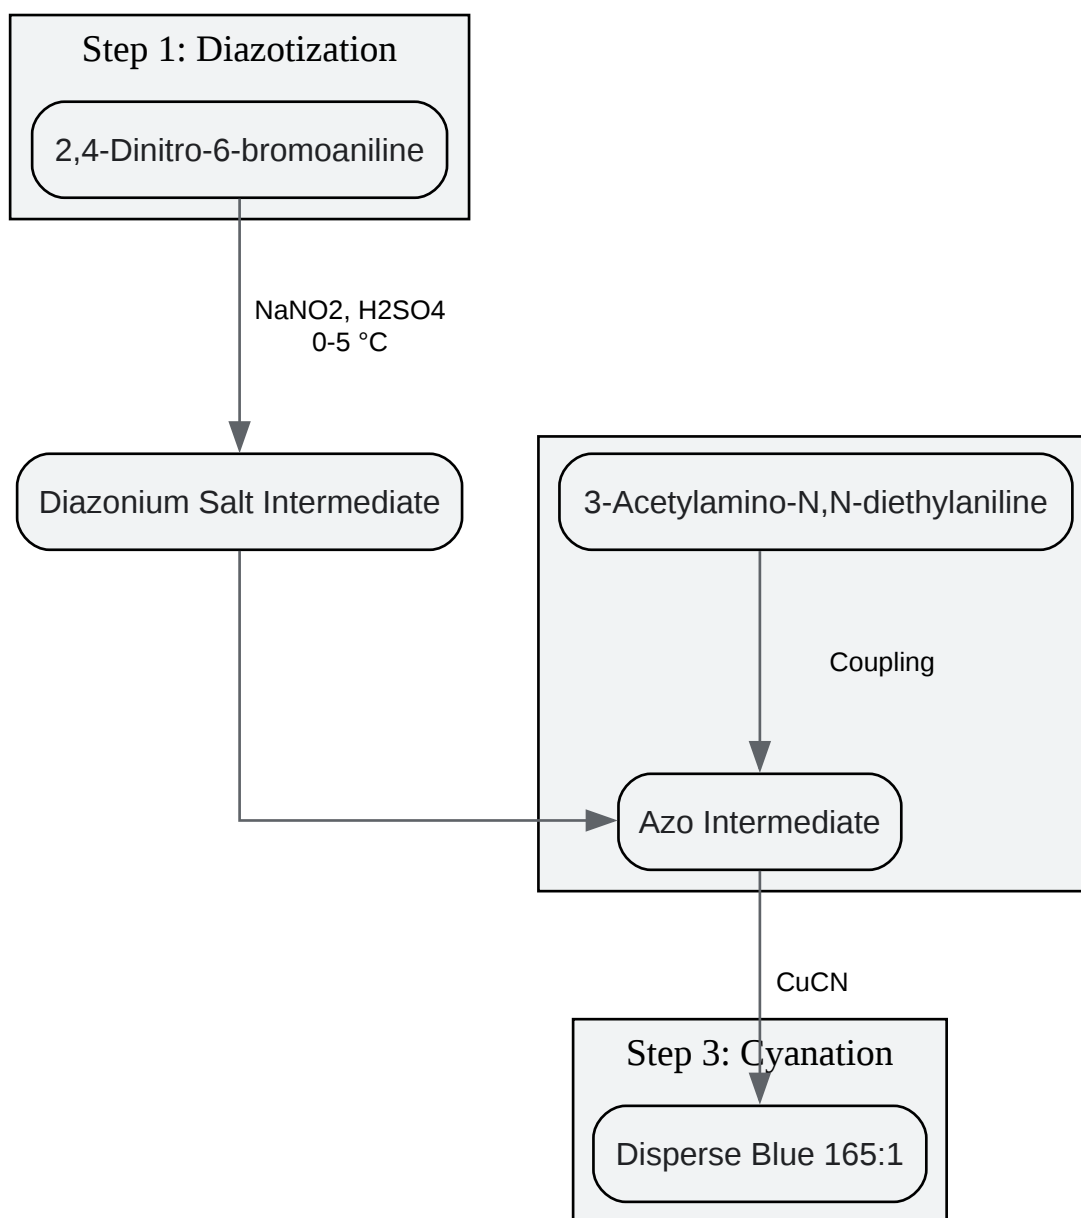 Step 1: Diazotization
2,4-Dinitro-6-bromoaniline
NaNO2, H2SO4
0-5 °C
Diazonium Salt Intermediate
3-Acetylamino-N,N-diethylaniline
Coupling
Azo Intermediate
CuCN
Step 3: Cyanation
Disperse Blue 165:1